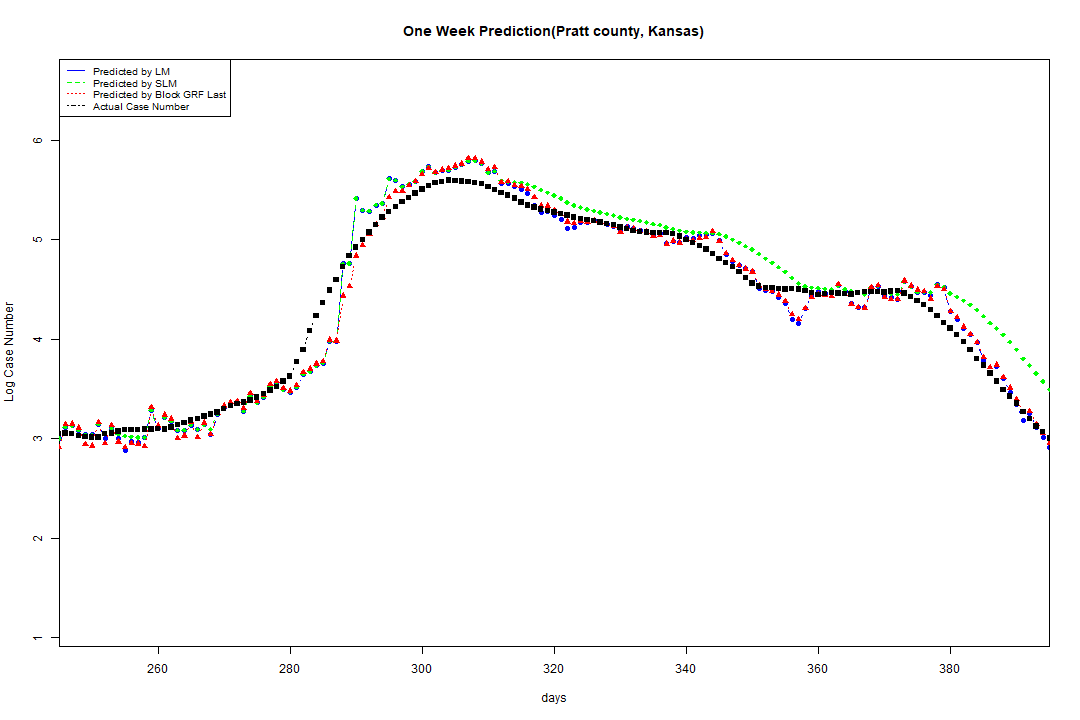 One Week Prediction(Pratt county, Kansas)
Predicted by LM
Predicted by SLM
Predicted by Block GRF Last
Actual Case Number
6
5
4
3
2
1
Log Case Number
260 280 300 320 340 360 380
days